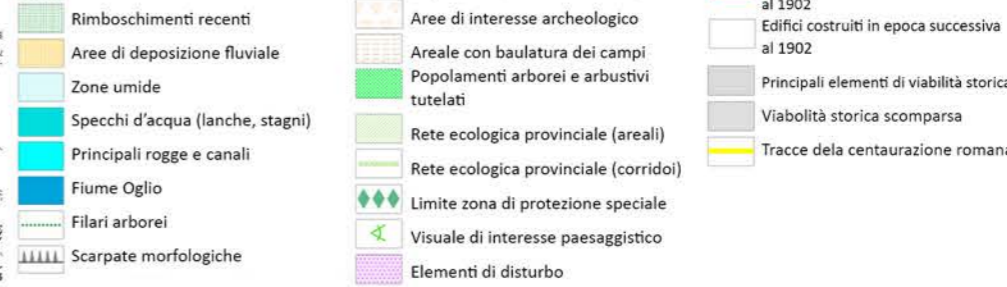 Rimboschimenti recenti
Aree di deposizione fluviale
Zone umide
Specchi d'acqua (lanche, stagni)
Principali rogge e canali
Fiume Oglio
Filari arborei
Scarpate morfologiche
Aree di interesse archeologico
Areale con baulatura dei campi
Popolamenti arborei e arbustivi
tutelati
Rete ecologica provinciale (areali)
Rete ecologica provinciale (corridoi)
Limite zona di protezione speciale
Visuale di interesse paesaggistico
Elementi di disturbo
al 1902
Edifici costruiti in epoca successiva
al 1902
Principali elementi di viabilità storica
Viabolità storica scomparsa
Tracce dela centaurazione romana